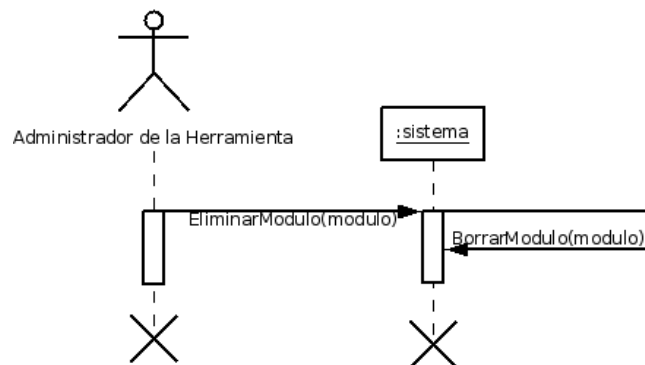 Administrador de la Herramienta
:sistema
EliminarModulo(modulo)
BorrarModulo(modulo)